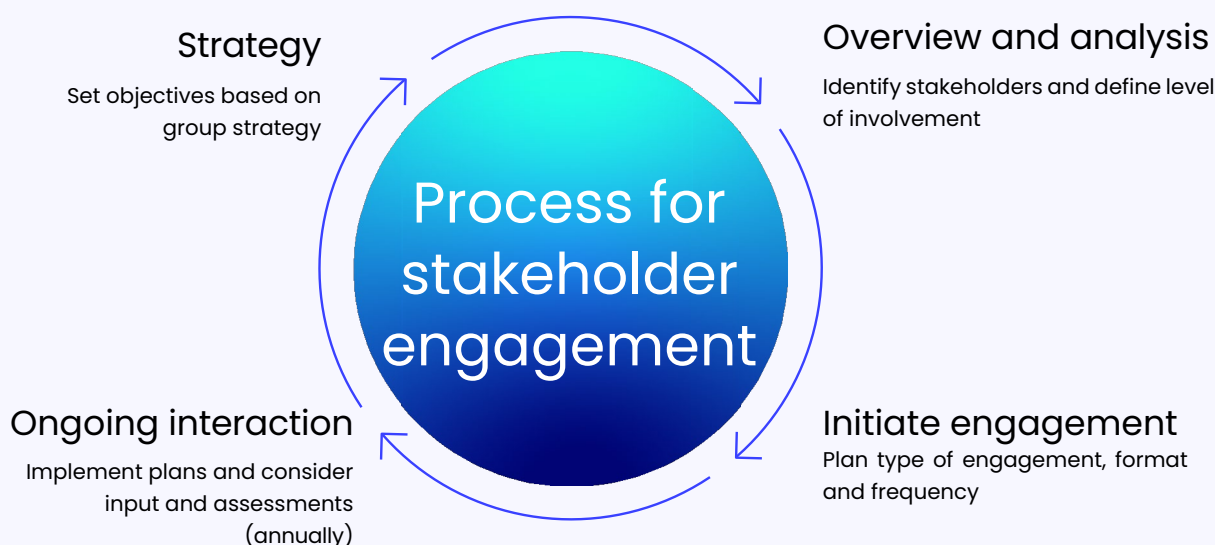 Strategy
Set objectives based on
group strategy
Overview and analysis
Identify stakeholders and define level
of involvement
Process for
stakeholder
engagement
Ongoing interaction
Implement plans and consider
input and assessments
(annually)
Initiate engagement
Plan type of engagement, format
and frequency